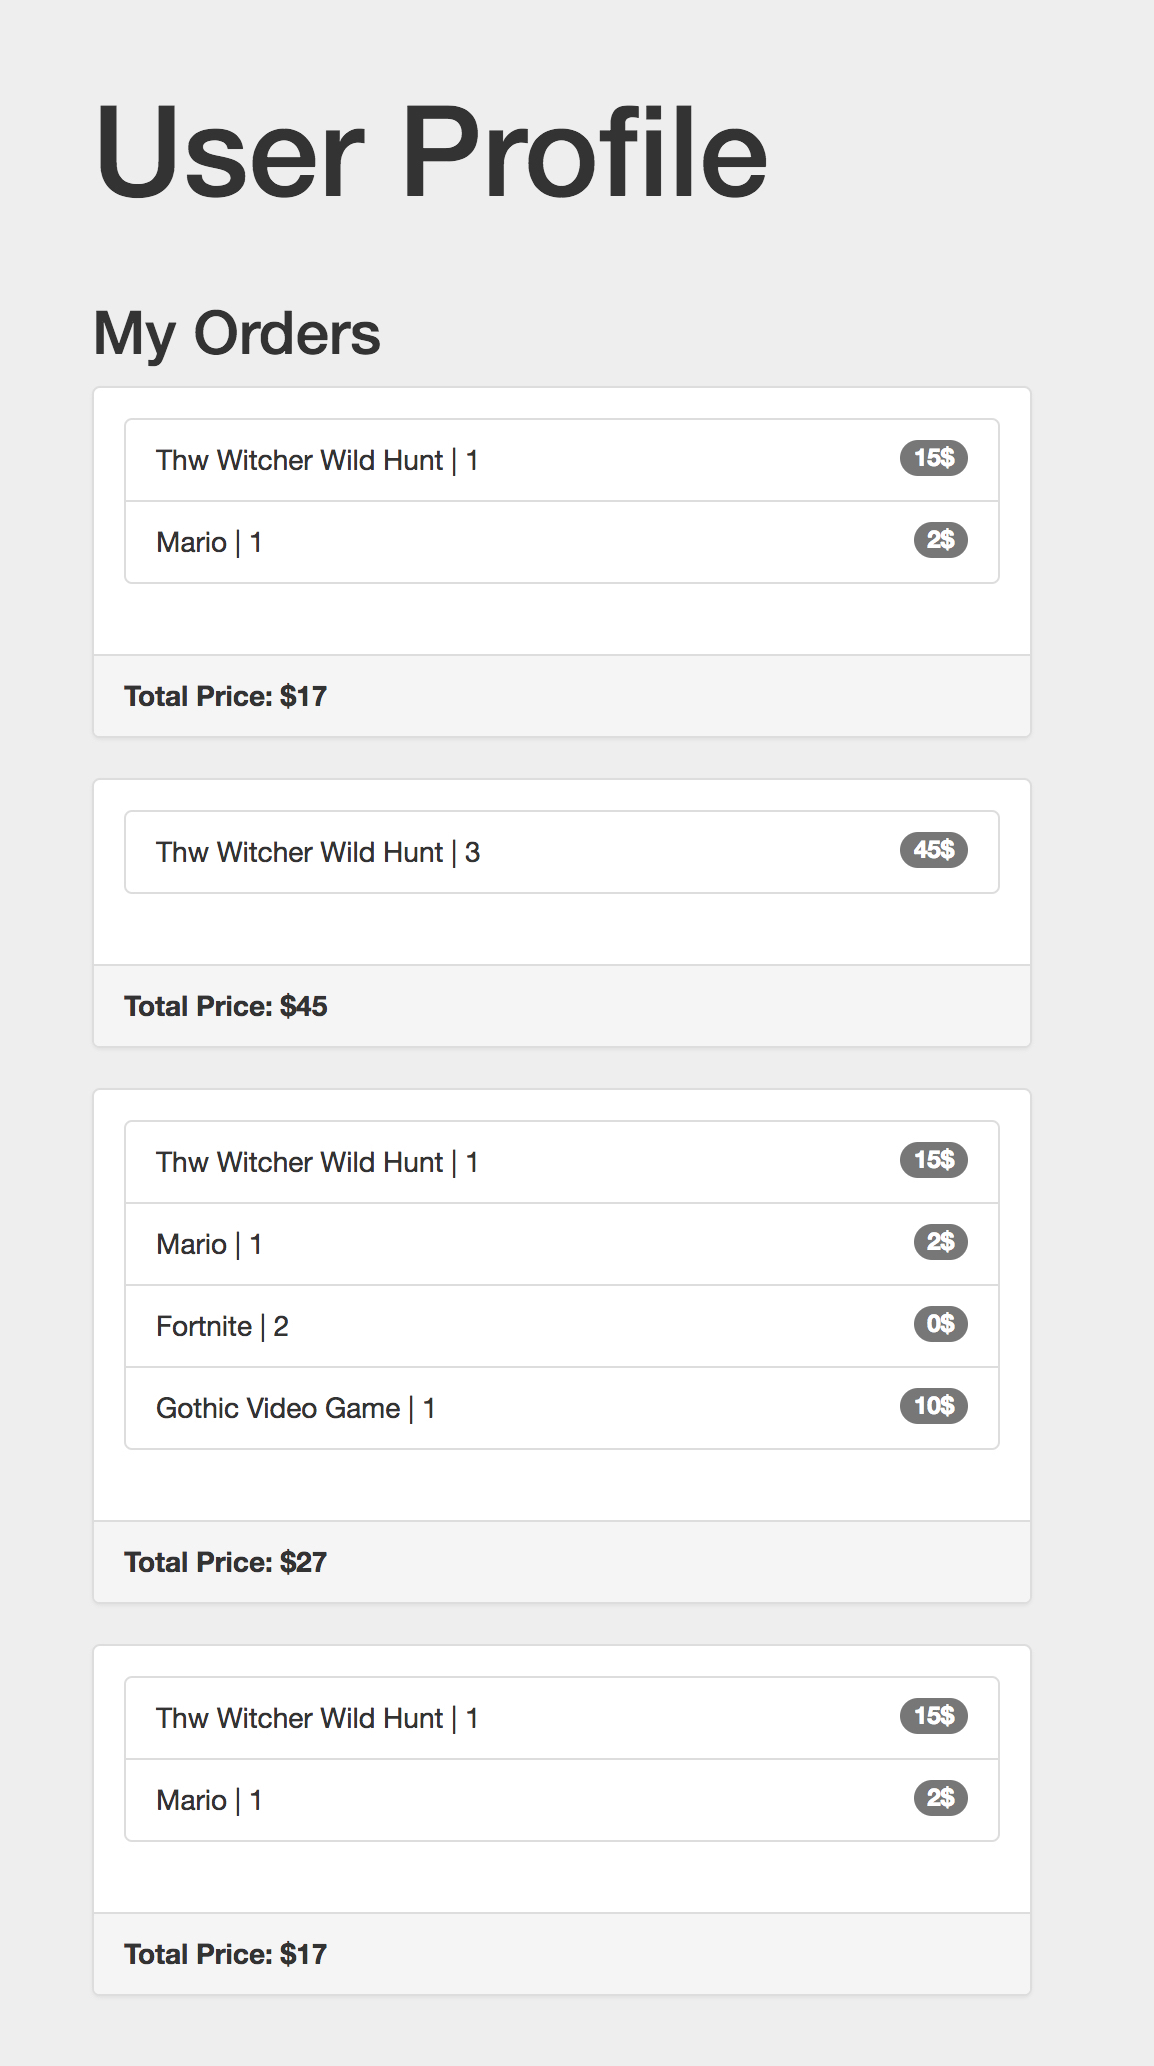 User Profile
My Orders
Thw Witcher Wild Hunt | 1 15$
Mario | 1 2$
Total Price: $17
Thw Witcher Wild Hunt | 3 45$
Total Price: $45
Thw Witcher Wild Hunt | 1 15$
Mario | 1 2$
Fortnite | 2 0$
Gothic Video Game | 1 10$
Total Price: $27
Thw Witcher Wild Hunt | 1 15$
Mario | 1 2$
Total Price: $17